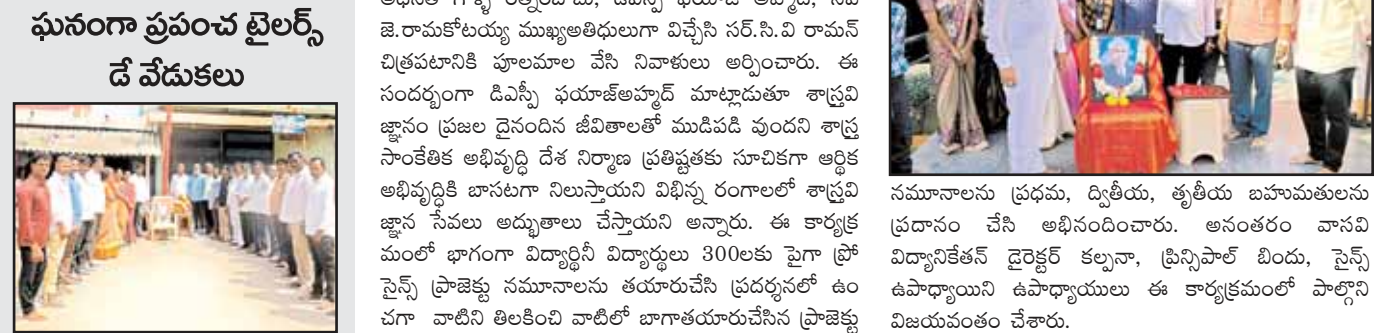 ఘనంగా ప్రపంచ టైలర్స్
డే వేడుకలు
జె.రామకోటయ్య ముఖ్యఅతిధులుగా విచ్చేసి సర్.సి.వి రామన్
చిత్రపటానికి పూలమాల వేసి నివాళులు అర్పించారు. ఈ
సందర్భంగా డిఎస్పీ ఫయాజ్అహ్మద్ మాట్లాడుతూ శాస్త్రవి
జ్ఞానం ప్రజల దైనందిన జీవితాలతో ముడిపడి వుందని శాస్త్ర
సాంకేతిక అభివృద్ధి దేశ నిర్మాణ ప్రతిష్టతకు సూచికగా ఆర్థిక
అభివృద్ధికి బాసటగా నిలుస్తాయని విభిన్న రంగాలలో శాస్త్రవి
జ్ఞాన సేవలు అద్భుతాలు చేస్తాయని అన్నారు. ఈ కార్యక్ర
మంలో భాగంగా విద్యార్థినీ విద్యార్థులు 300లకు పైగా ప్రో
సైన్స్ ప్రాజెక్టు నమూనాలను తయారుచేసి ప్రదర్శనలో ఉం
చగా వాటిని తిలకించి వాటిలో బాగాతయారుచేసిన ప్రాజెక్టు
నమూనాలను ప్రధమ, ద్వితీయ, తృతీయ బహుమతులను
ప్రదానం చేసి అభినందించారు. అనంతరం వాసవి
విద్యానికేతన్ డైరెక్టర్ కల్పనా, ప్రిన్సిపాల్ బిందు, సైన్స్
ఉపాధ్యాయిని ఉపాధ్యాయులు ఈ కార్యక్రమంలో పాల్గొని
విజయవంతం చేశారు.